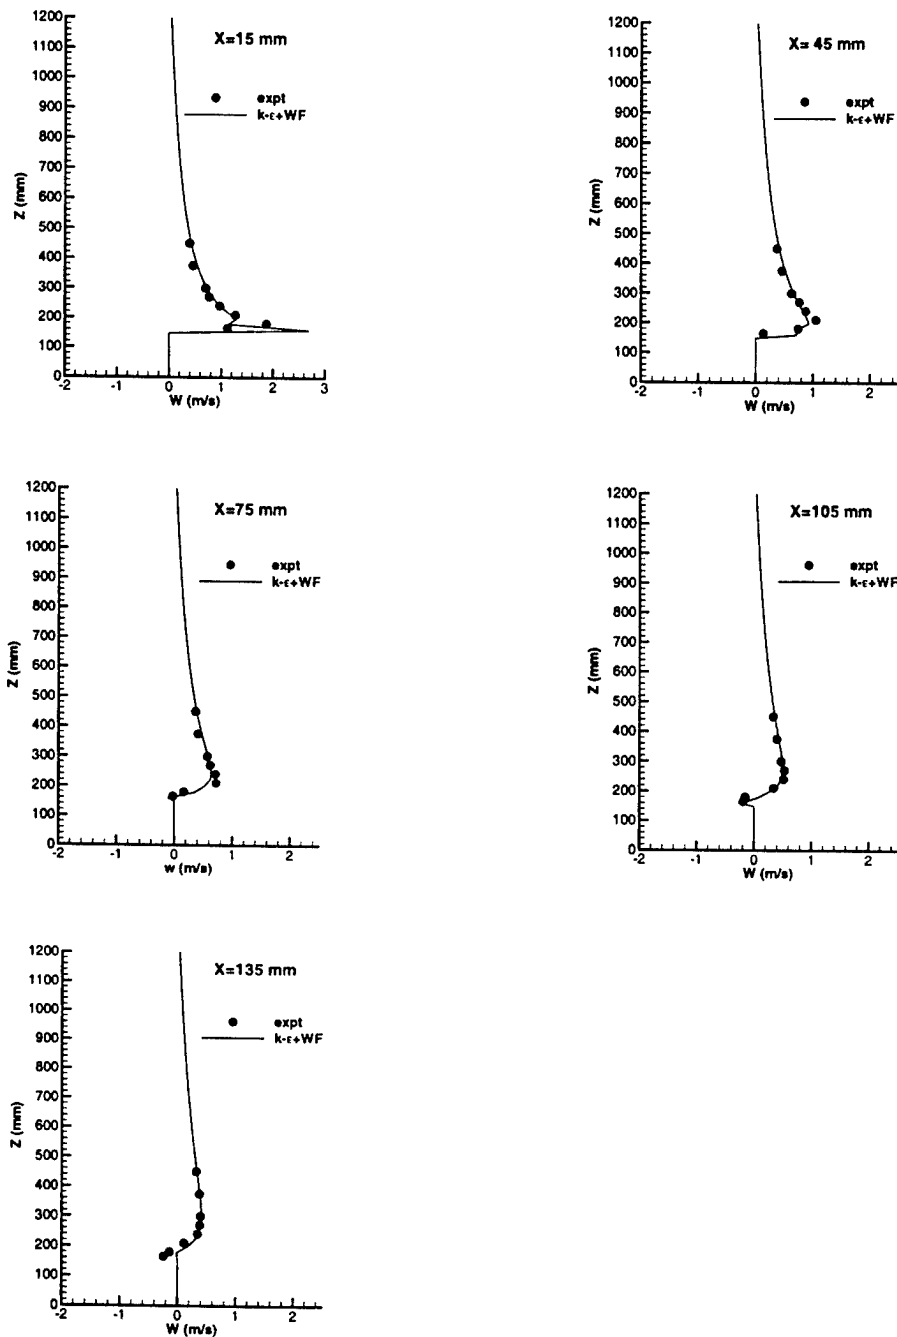 X=15 mm
expt
k-ε+WF
1200
1100
1000
900
800
700
600
500
400
300
200
100
0
Z (mm)
-2 -1 0 1 2 3
W (m/s)
X= 45 mm
expt
k-ε+WF
1200
1100
1000
900
800
700
600
500
400
300
200
100
0
Z (mm)
-2 -1 0 1 2
W (m/s)
X=75 mm
expt
k-ε+WF
1200
1100
1000
900
800
700
600
500
400
300
200
100
0
Z (mm)
-2 -1 0 1 2
w (m/s)
X=105 mm
expt
k-ε+WF
1200
1100
1000
900
800
700
600
500
400
300
200
100
0
Z (mm)
-2 -1 0 1 2
W (m/s)
X=135 mm
expt
k-ε+WF
1200
1100
1000
900
800
700
600
500
400
300
200
100
0
Z (mm)
-2 -1 0 1 2
W (m/s)